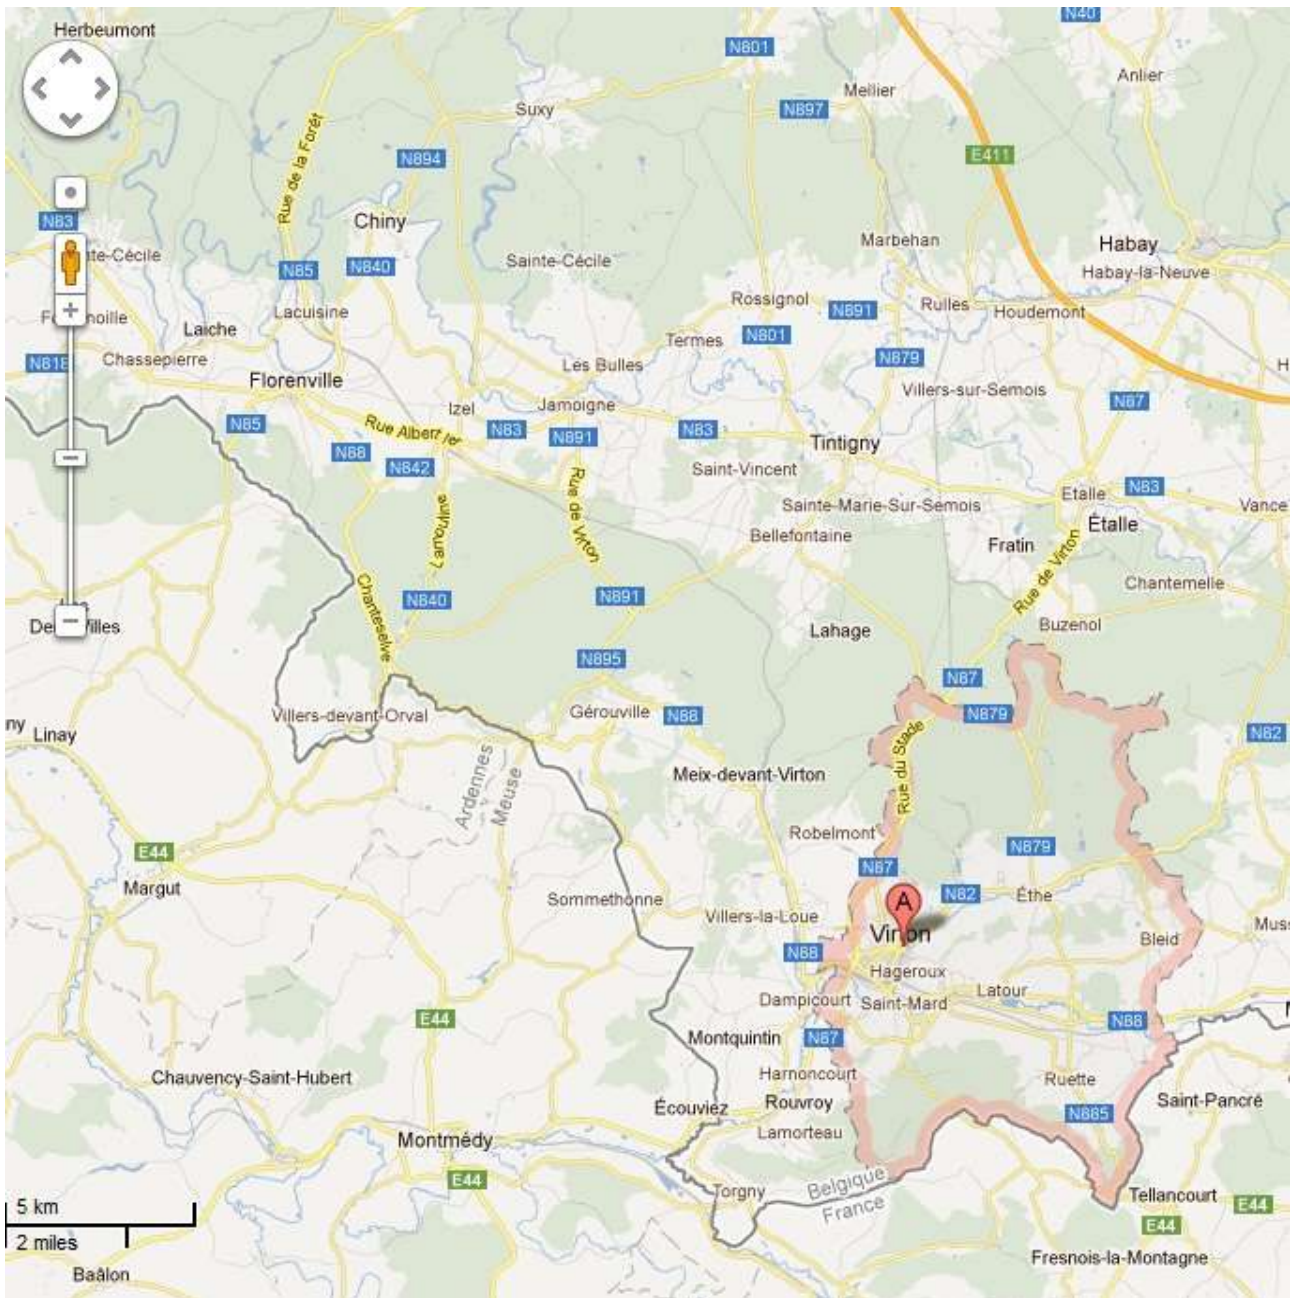 Herbeumont
N40
N801
Anlier
Mellier
Suxy
N897
Rue de la Forêt
N894
E411
N83
Chiny
Marbehan
Habay
N85
N840
Sainte-Cécile
Habay-la-Neuve
Rossignol
N891
Rulles
Houdemont
Lacuisine
Laiche
N801
Termes
N879
N818
Chassepierre
Les Bulles
Florenville
Villers-sur-Semois
N87
Izel
Jamoigne
N85
Rue Albert Ier
N83
N891
N83
Tintigny
N88
N842
Saint-Vincent
Rue de Virton
Etalle
N83
Sainte-Marie-Sur-Semois
Vance
Lamouline
Étalle
Bellefontaine
Fratin
Rue de Virton
Chanteselve
N840
N891
Chantemelle
Buzenol
Lahage
N895
N87
Villers-devant-Orval
Gérouville
N88
N879
Linay
Rue du Stade
N82
Ardennes
Meuse
Meix-devant-Virton
Robelmont
E44
N879
N87
Margut
N82
Éthe
Sommethonne
Villers-la-Loue
A
Virton
Bleid
N88
Hageroux
Latour
Dampicourt
Saint-Mard
E44
N88
Montquintin
N87
Chauvency-Saint-Hubert
Harnoncourt
Ruette
Écouviez
Rouvroy
Saint-Pancré
N885
Montmédy
Lamorteau
E44
Torgny
Belgique
France
Tellancourt
E44
5 km
E44
2 miles
Fresnois-la-Montagne
Baâlon